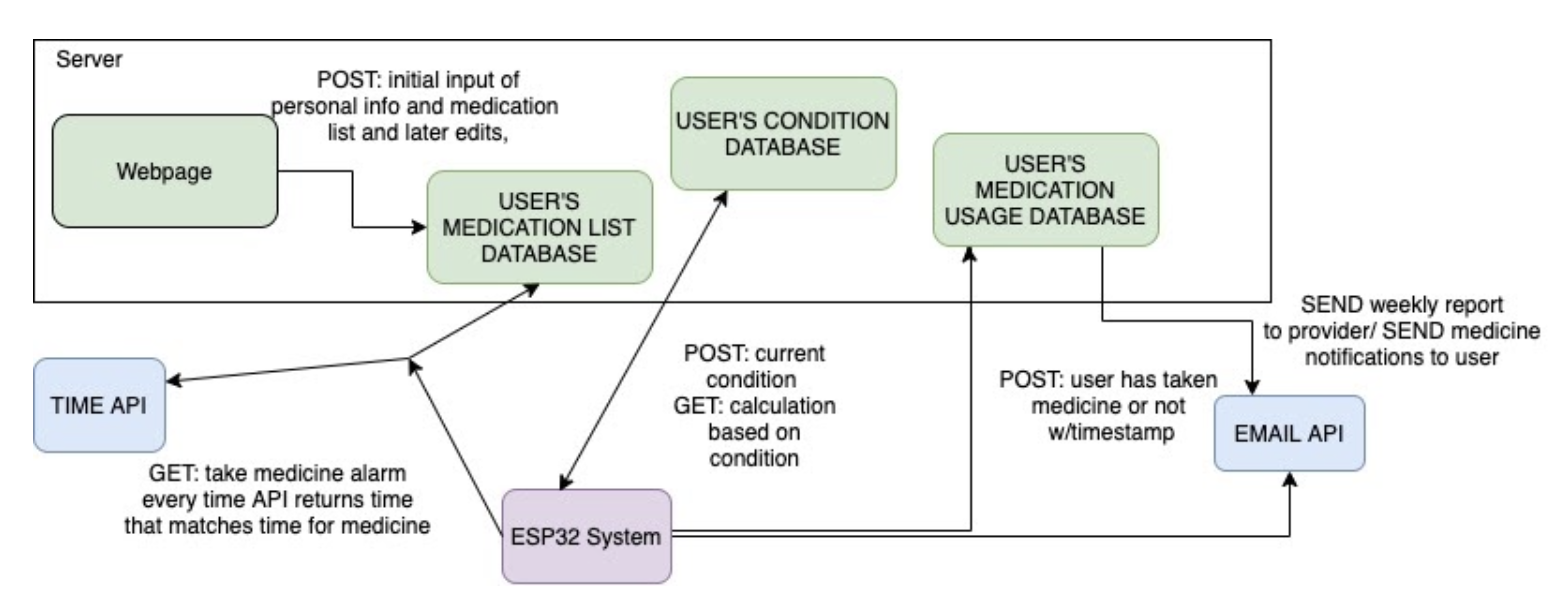 Server
POST: initial input of
personal info and medication
list and later edits,
Webpage
USER'S
MEDICATION LIST
DATABASE
USER'S CONDITION
DATABASE
USER'S
MEDICATION
USAGE DATABASE
SEND weekly report
to provider/ SEND medicine
notifications to user
TIME API
POST: current
condition
GET: calculation
based on
condition
POST: user has taken
medicine or not
w/timestamp
EMAIL API
GET: take medicine alarm
every time API returns time
that matches time for medicine
ESP32 System